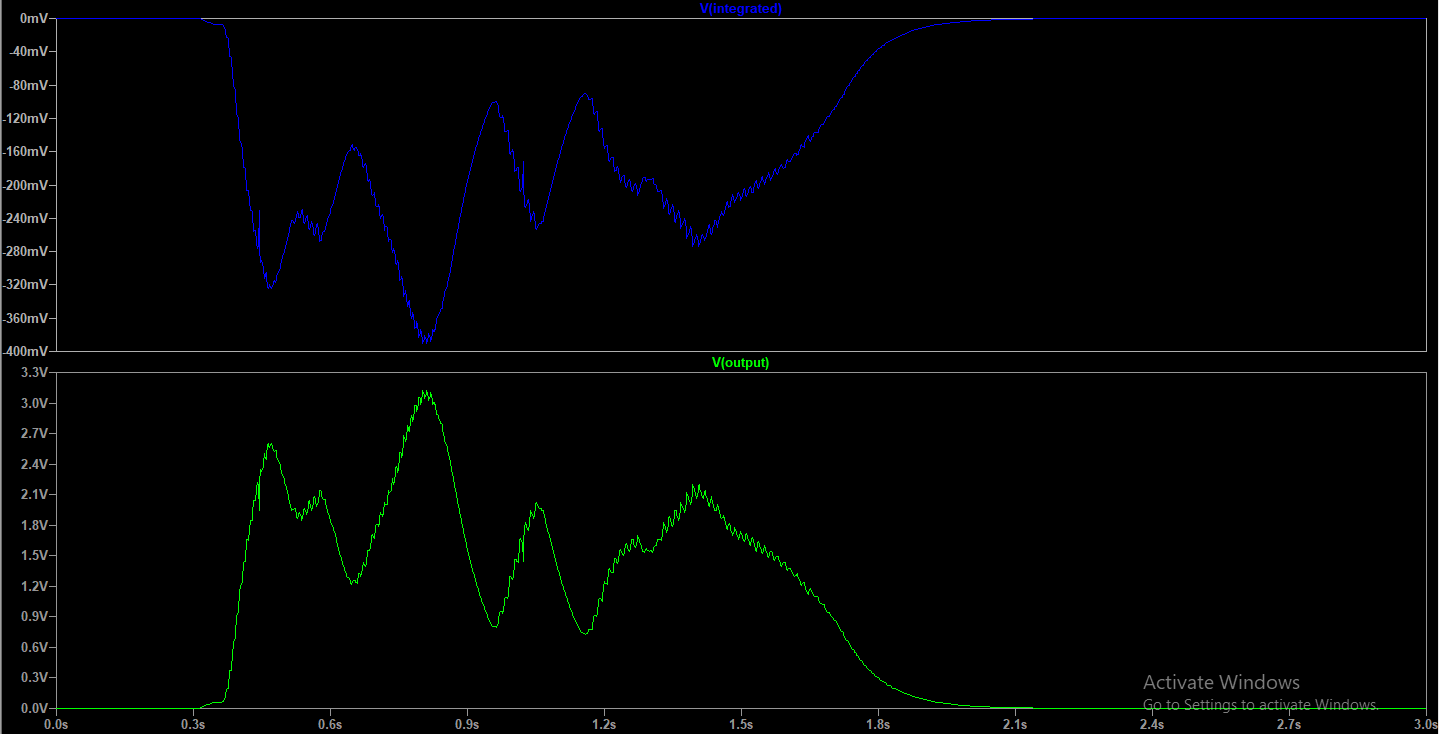 V(integrated)
0mV
-40mV
-80mV
-120mV
-160mV
-200mV
-240mV
-280mV
-320mV
-360mV
-400mV
V(output)
3.3V
3.0V
2.7V
2.4V
2.1V
1.8V
1.5V
1.2V
0.9V
0.6V
0.3V
0.0V
0.0s 0.3s 0.6s 0.9s 1.2s 1.5s 1.8s 2.1s 2.4s 2.7s 3.0s
Activate Windows
Go to Settings to activate Windows.